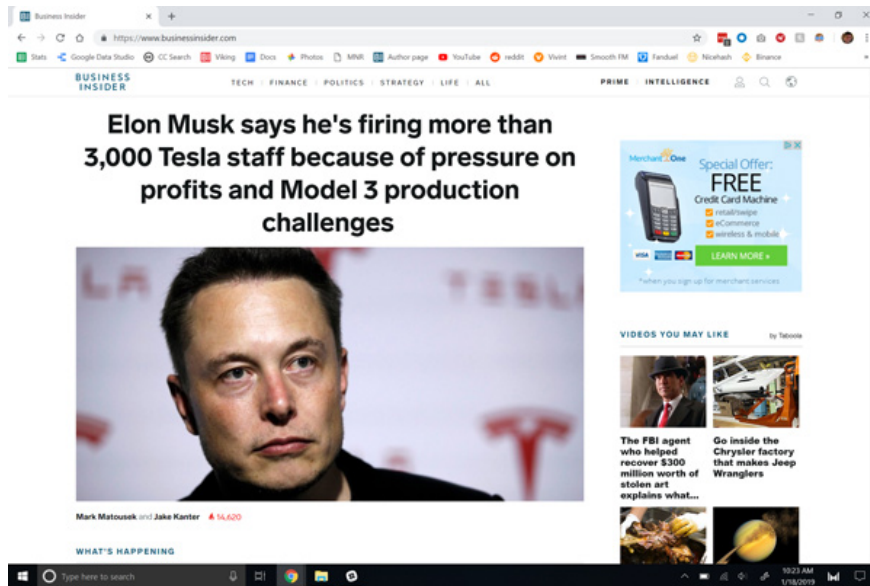 Business Insider
https://www.businessinsider.com
Stats
Google Data Studio
CC Search
Viking
Docs
Photos
MNR
Author page
YouTube
reddit
Vivint
Smooth FM
Fanduel
Nicehash
Binance
BUSINESS
INSIDER
TECH
FINANCE
POLITICS
STRATEGY
LIFE
ALL
PRIME
INTELLIGENCE
Elon Musk says he's firing more than
3,000 Tesla staff because of pressure on
profits and Model 3 production
challenges
LA
TESL
Merchant One
Special Offer:
FREE
Credit Card Machine
retail/swipe
eCommerce
wireless & mobile
VISA
LEARN MORE »
*when you sign up for merchant services
VIDEOS YOU MAY LIKE
by Taboola
The FBI agent
who helped
recover $300
million worth of
stolen art
explains what...
Go inside the
Chrysler factory
that makes Jeep
Wranglers
Mark Matousek and Jake Kanter 14,620
WHAT'S HAPPENING
Type here to search
10:23 AM
1/18/2019